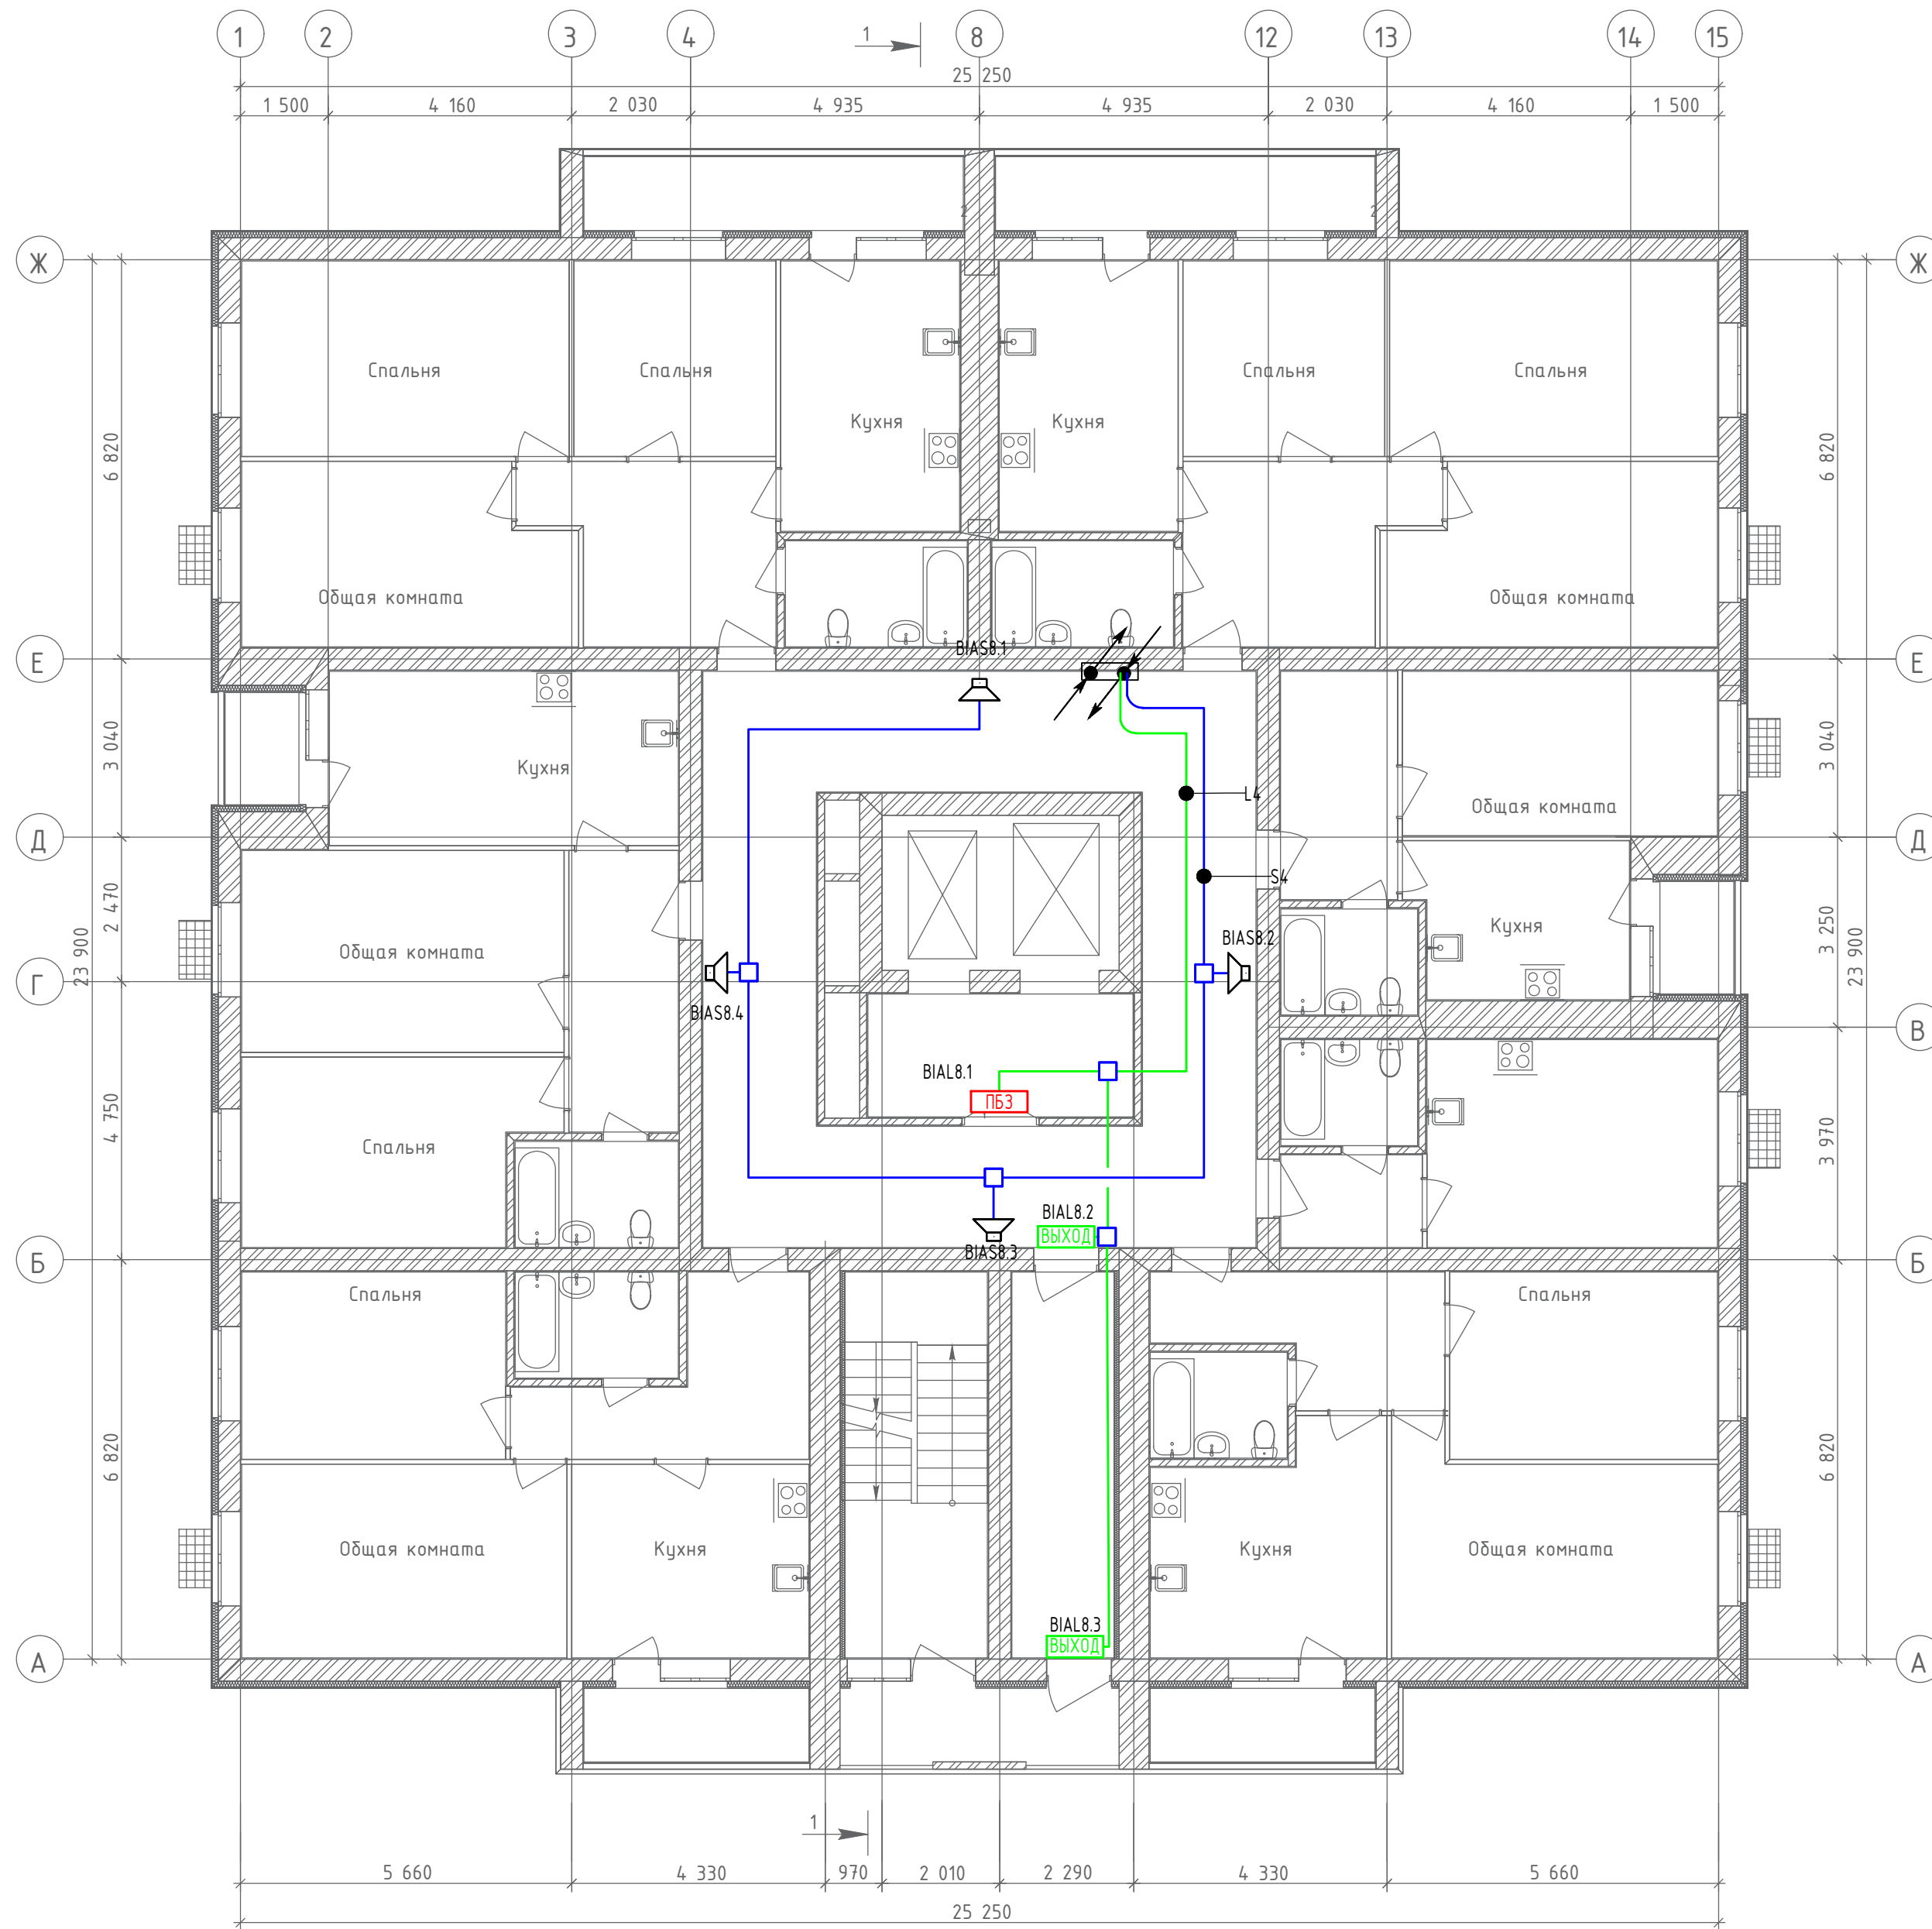 1 2 3 4 8 12 13 14 15
1
25 250
1 500 4 160 2 030 4 935 4 935 2 030 4 160 1 500
2 2
Ж Ж
Спальня Спальня Спальня Спальня
Кухня Кухня
6 820 6 820
Общая комната Общая комната
BIAS8.1
Е Е
3 040 3 040
Кухня
L4
Общая комната
Д Д
S4
2 470
Кухня
3 250
BIAS8.2
Общая комната
23 900 23 900
Г
BIAS8.4
В
BIAL8.1
ПБЗ
4 750
Спальня
3 970
BIAL8.2
ВЫХОД
BIAS8.3
Б Б
Спальня Спальня
6 820 6 820
Общая комната Кухня Кухня Общая комната
BIAL8.3
ВЫХОД
А А
1
5 660 4 330 970 2 010 2 290 4 330 5 660
25 250